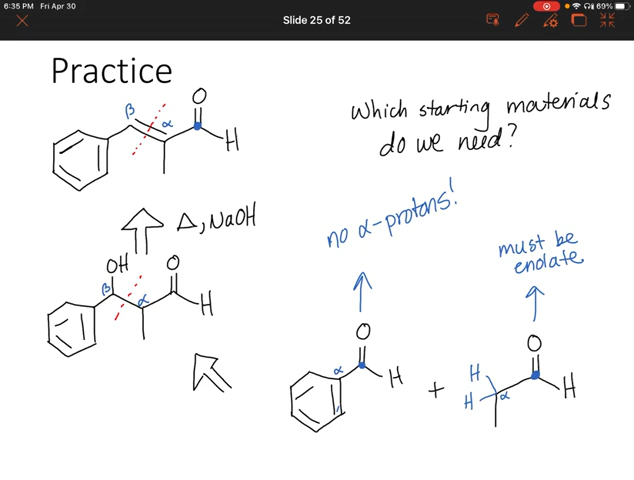 6:35 PM Fri Apr 30
69%
Slide 25 of 52
Practice
Which starting materials
do we need?
β
α
O
H
Δ, NaOH
OH
O
β
α
H
no α-protons!
must be
enolate
O
α
H
+
O
H
H
α
H